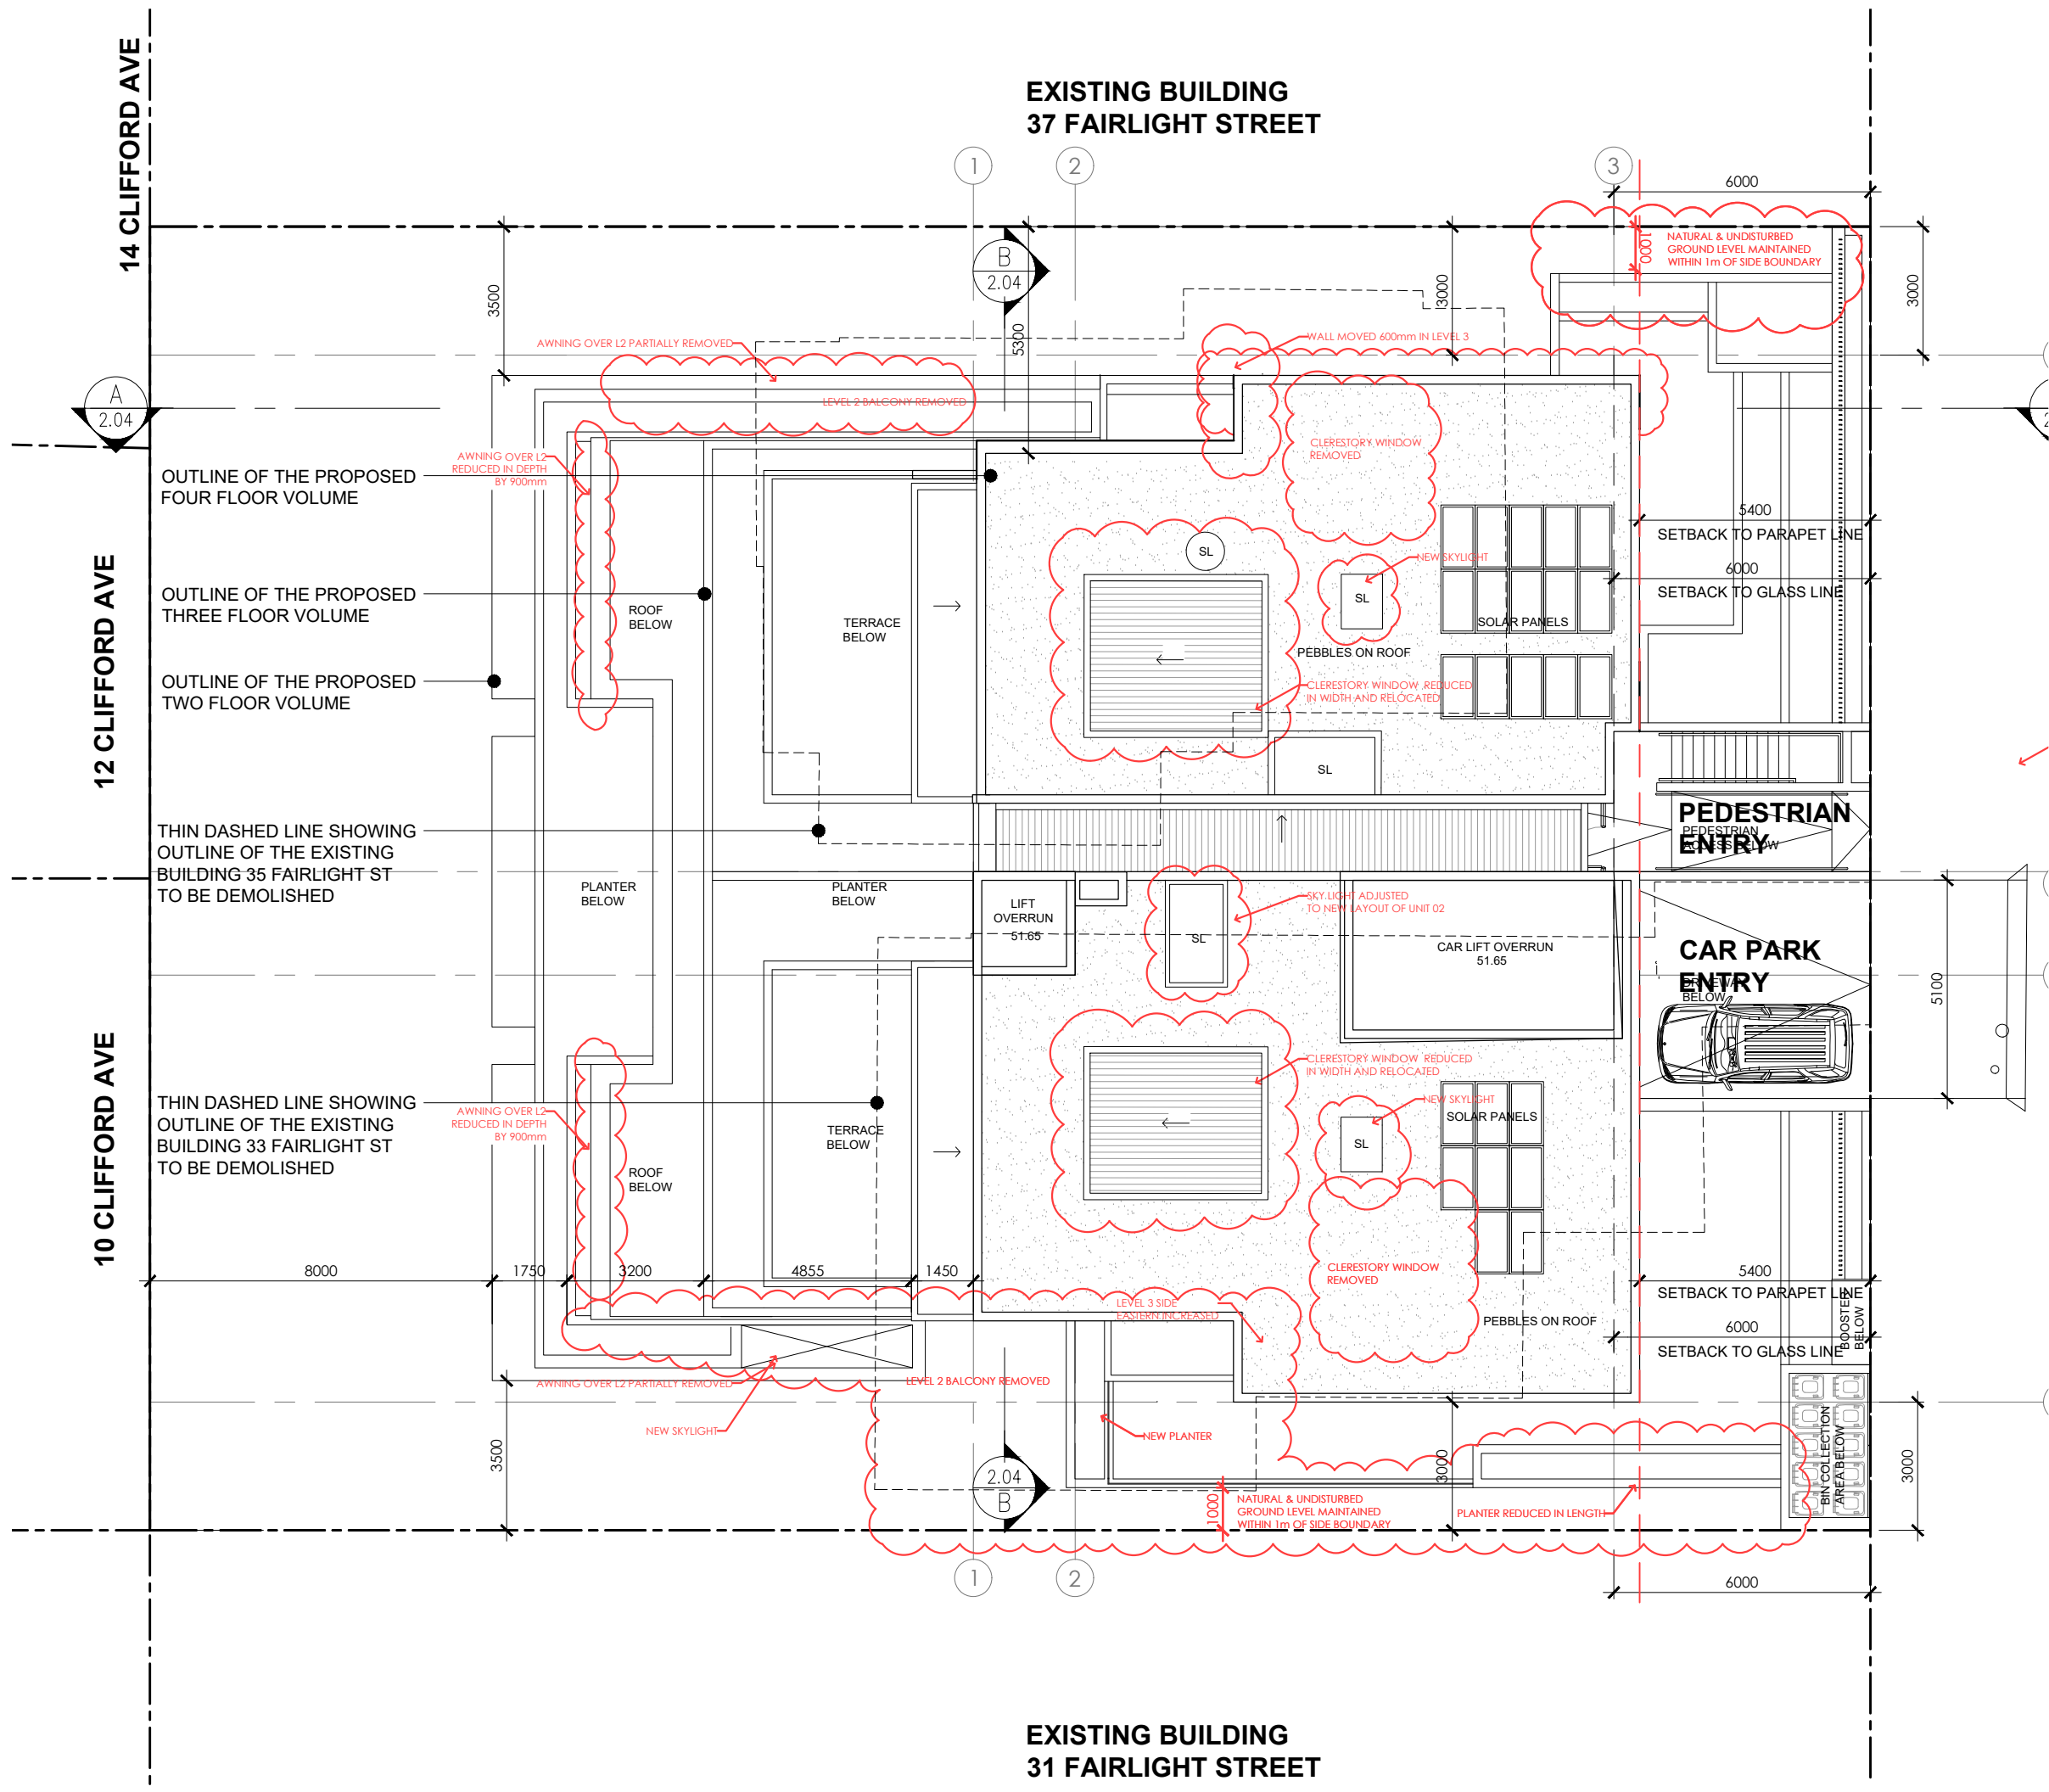 14 CLIFFORD AVE
EXISTING BUILDING
37 FAIRLIGHT STREET
1
2
3
6000
B
2.04
1000
NATURAL & UNDISTURBED
GROUND LEVEL MAINTAINED
WITHIN 1m OF SIDE BOUNDARY
3500
5300
3000
3000
AWNING OVER L2 PARTIALLY REMOVED
WALL MOVED 600mm IN LEVEL 3
A
2.04
LEVEL 2 BALCONY REMOVED
CLERESTORY WINDOW
REMOVED
AWNING OVER L2
REDUCED IN DEPTH
BY 900mm
OUTLINE OF THE PROPOSED
FOUR FLOOR VOLUME
5400
SETBACK TO PARAPET LINE
SL
NEW SKYLIGHT
6000
SETBACK TO GLASS LINE
12 CLIFFORD AVE
OUTLINE OF THE PROPOSED
THREE FLOOR VOLUME
ROOF
BELOW
TERRACE
BELOW
SL
SOLAR PANELS
PEBBLES ON ROOF
OUTLINE OF THE PROPOSED
TWO FLOOR VOLUME
CLERESTORY WINDOW REDUCED
IN WIDTH AND RELOCATED
SL
THIN DASHED LINE SHOWING
OUTLINE OF THE EXISTING
BUILDING 35 FAIRLIGHT ST
TO BE DEMOLISHED
PEDESTRIAN
ENTRY
PEDESTRIAN
ACCESS BELOW
PLANTER
BELOW
PLANTER
BELOW
LIFT
OVERRUN
51.65
SKY LIGHT ADJUSTED
TO NEW LAYOUT OF UNIT 02
SL
CAR LIFT OVERRUN
51.65
CAR PARK
ENTRY
DRIVEWAY
BELOW
5100
10 CLIFFORD AVE
THIN DASHED LINE SHOWING
OUTLINE OF THE EXISTING
BUILDING 33 FAIRLIGHT ST
TO BE DEMOLISHED
AWNING OVER L2
REDUCED IN DEPTH
BY 900mm
CLERESTORY WINDOW REDUCED
IN WIDTH AND RELOCATED
NEW SKYLIGHT
SOLAR PANELS
TERRACE
BELOW
SL
ROOF
BELOW
8000
1750
3200
4855
1450
CLERESTORY WINDOW
REMOVED
5400
SETBACK TO PARAPET LINE
LEVEL 3 SIDE
EASTERN INCREASED
PEBBLES ON ROOF
6000
SETBACK TO GLASS LINE
BOOSTER
BELOW
AWNING OVER L2 PARTIALLY REMOVED
LEVEL 2 BALCONY REMOVED
NEW SKYLIGHT
NEW PLANTER
3500
2.04
B
3000
BIN COLLECTION
AREA BELOW
3000
1000
NATURAL & UNDISTURBED
GROUND LEVEL MAINTAINED
WITHIN 1m OF SIDE BOUNDARY
PLANTER REDUCED IN LENGTH
1
2
6000
EXISTING BUILDING
31 FAIRLIGHT STREET